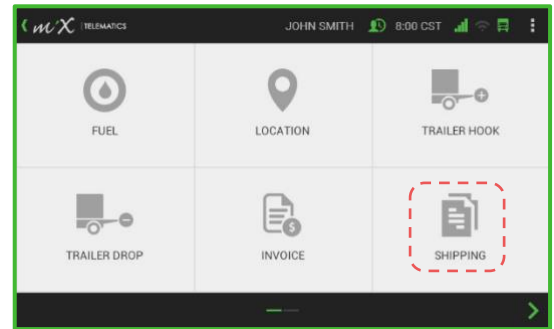 mix TELEMATICS JOHN SMITH 8:00 CST
FUEL LOCATION TRAILER HOOK
TRAILER DROP INVOICE SHIPPING